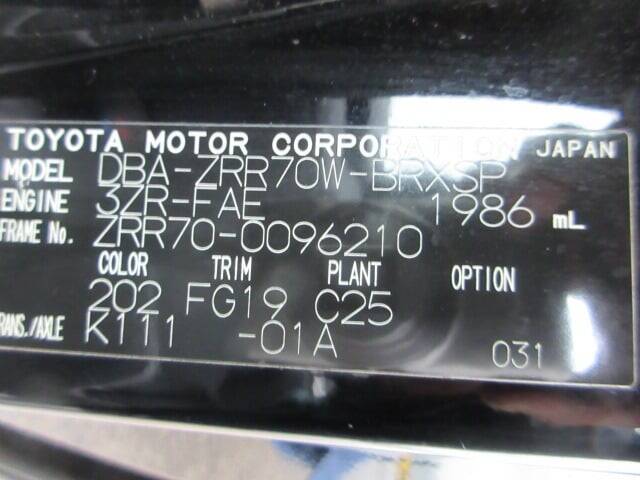 TOYOTA MOTOR CORPORATION JAPAN
MODEL DBA-ZRR70W-BRXSP
ENGINE 3ZR-FAE 1986 mL
FRAME No. ZRR70-0096210
COLOR TRIM PLANT OPTION
202 FG19 C25
RANS./AXLE K111 -01A
031